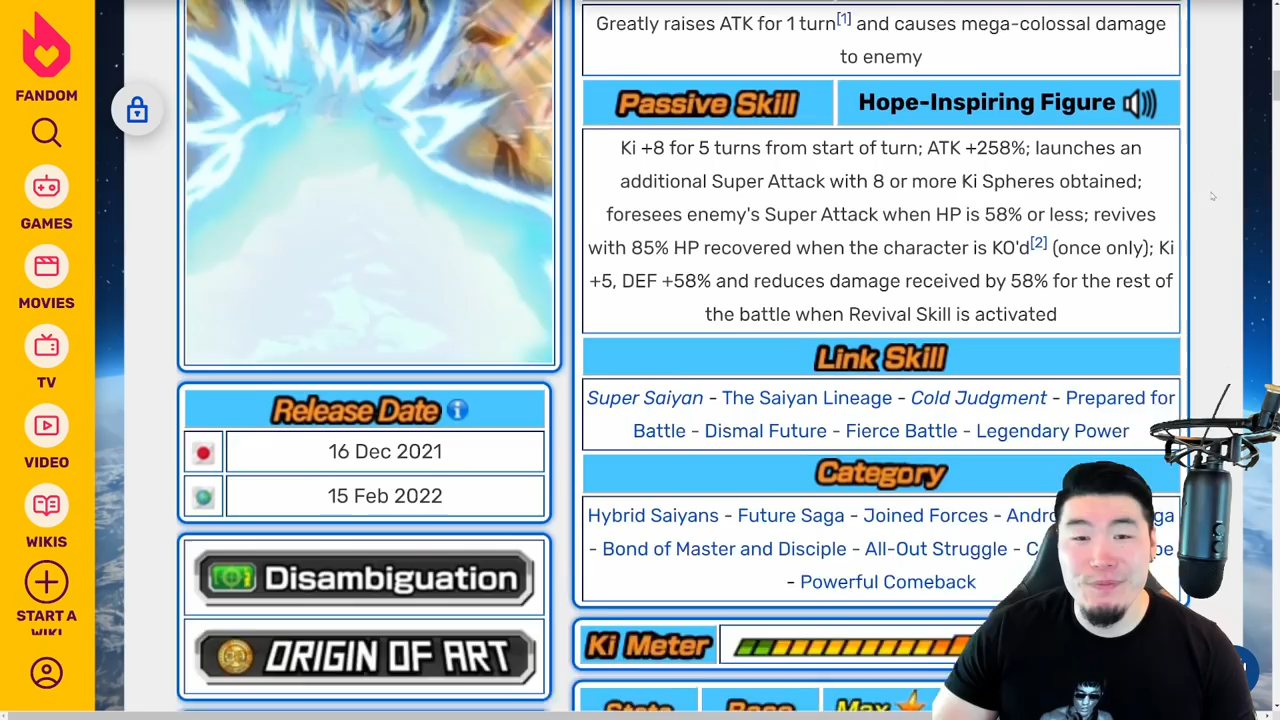 FANDOM
GAMES
MOVIES
TV
VIDEO
WIKIS
START A
WIKI
Greatly raises ATK for 1 turn[1] and causes mega-colossal damage
to enemy
Passive Skill
Hope-Inspiring Figure
Ki +8 for 5 turns from start of turn; ATK +258%; launches an
additional Super Attack with 8 or more Ki Spheres obtained;
foresees enemy's Super Attack when HP is 58% or less; revives
with 85% HP recovered when the character is KO'd[2] (once only); Ki
+5, DEF +58% and reduces damage received by 58% for the rest of
the battle when Revival Skill is activated
Link Skill
Super Saiyan - The Saiyan Lineage - Cold Judgment - Prepared for
Battle - Dismal Future - Fierce Battle - Legendary Power
Category
Hybrid Saiyans - Future Saga - Joined Forces -
- Bond of Master and Disciple - All-Out Struggle -
- Powerful Comeback
Ki Meter
Stats
Base
Max
Release Date
16 Dec 2021
15 Feb 2022
Disambiguation
ORIGIN OF ART